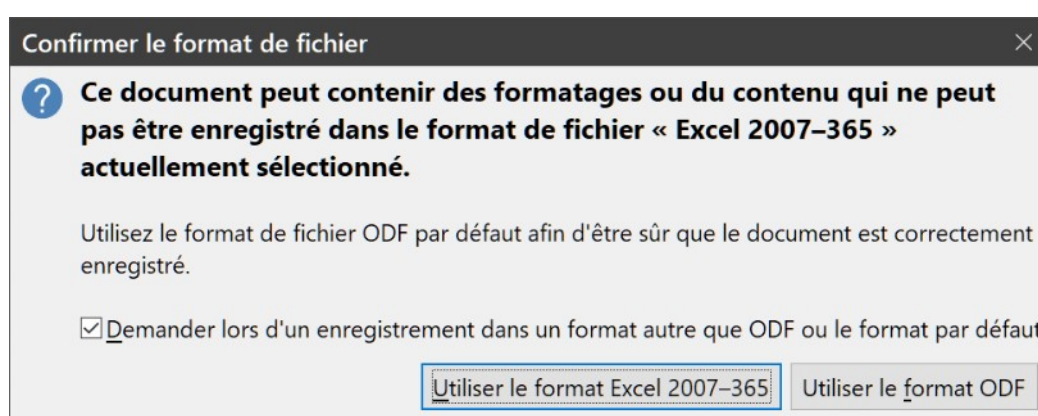 Confirmer le format de fichier
Ce document peut contenir des formatages ou du contenu qui ne peut
pas être enregistré dans le format de fichier « Excel 2007–365 »
actuellement sélectionné.
Utilisez le format de fichier ODF par défaut afin d'être sûr que le document est correctement
enregistré.
Demander lors d'un enregistrement dans un format autre que ODF ou le format par défaut
Utiliser le format Excel 2007–365 Utiliser le format ODF